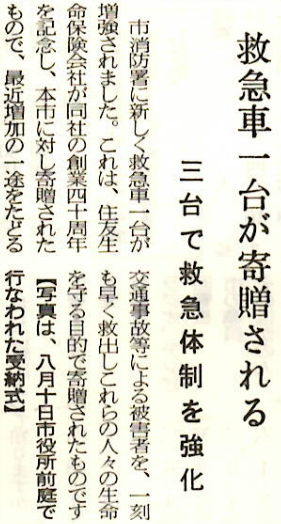 救急車一台が寄贈される
三台で救急体制を強化
市消防署に新しく救急車一台が
増強されました。これは、住友生
命保険会社が同社の創業四十周年
を記念し、本市に対し寄贈された
もので、最近増加の一途をたどる
交通事故等による被害者を、一刻
も早く救出しこれらの人々の生命
を守る目的で寄贈されたものです
【写真は、八月十日市役所前庭で
行なわれた受納式】